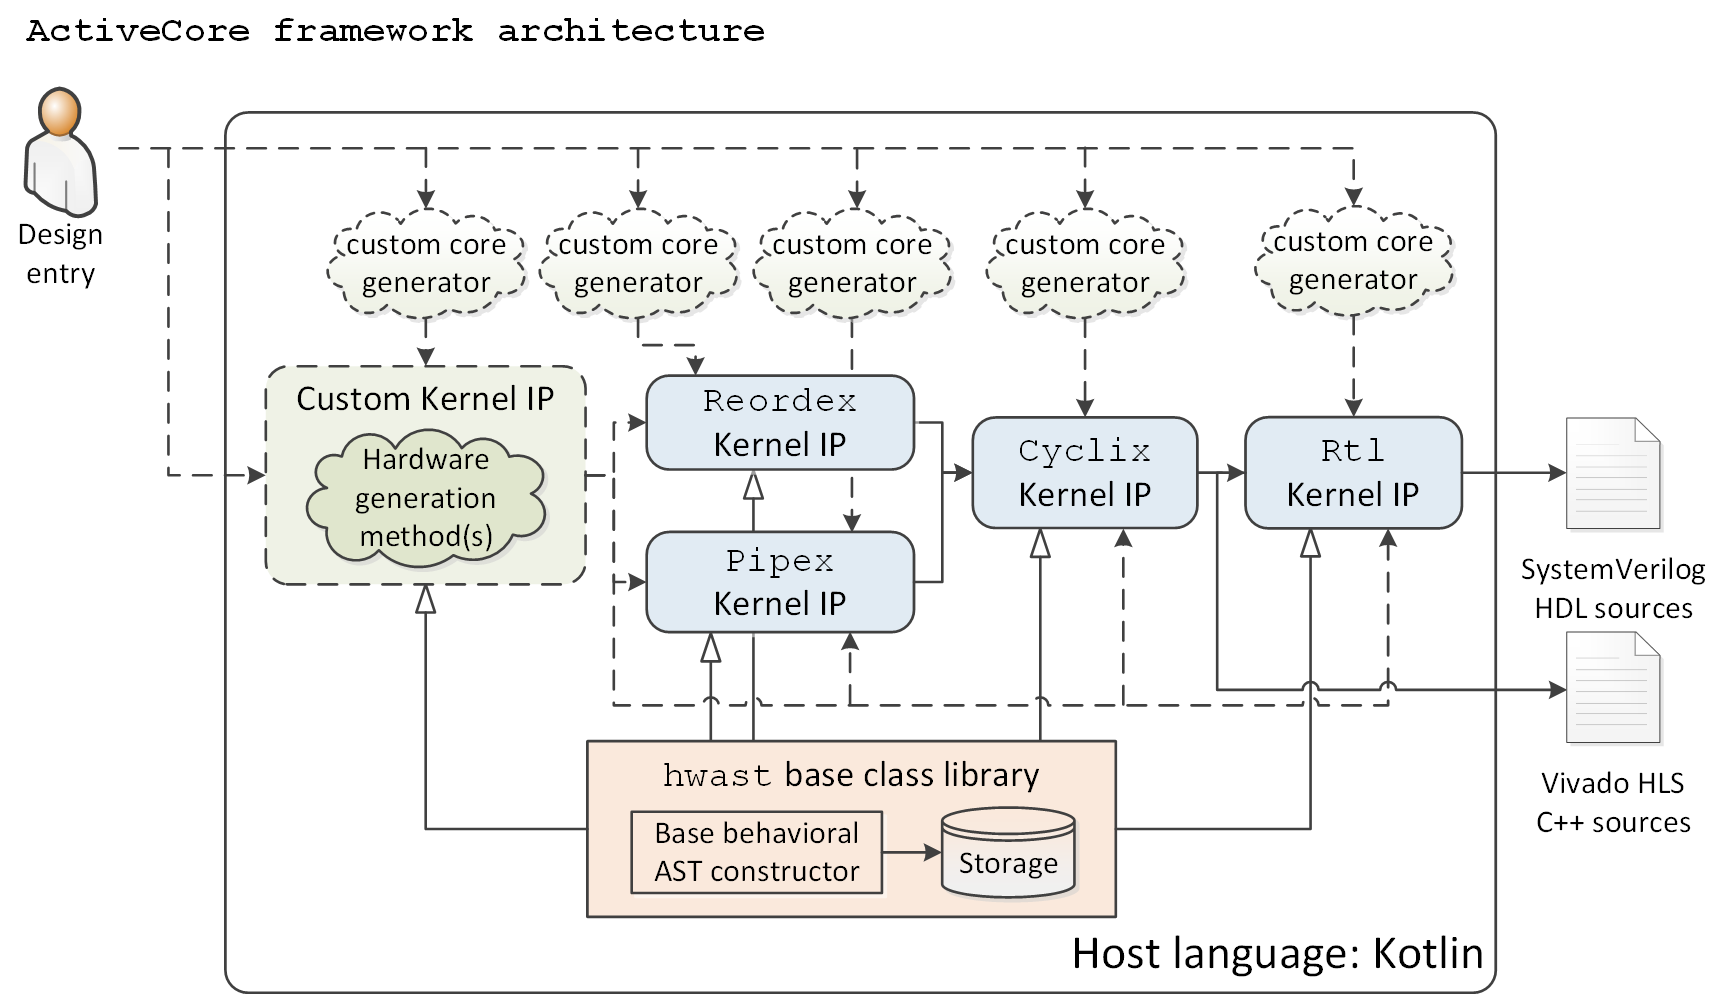 ActiveCore framework architecture
Design
entry
custom core
generator
custom core
generator
custom core
generator
custom core
generator
custom core
generator
Custom Kernel IP
Hardware
generation
method(s)
Reordex
Kernel IP
Pipex
Kernel IP
Cyclix
Kernel IP
Rtl
Kernel IP
SystemVerilog
HDL sources
Vivado HLS
C++ sources
hwast base class library
Base behavioral
AST constructor
Storage
Host language: Kotlin